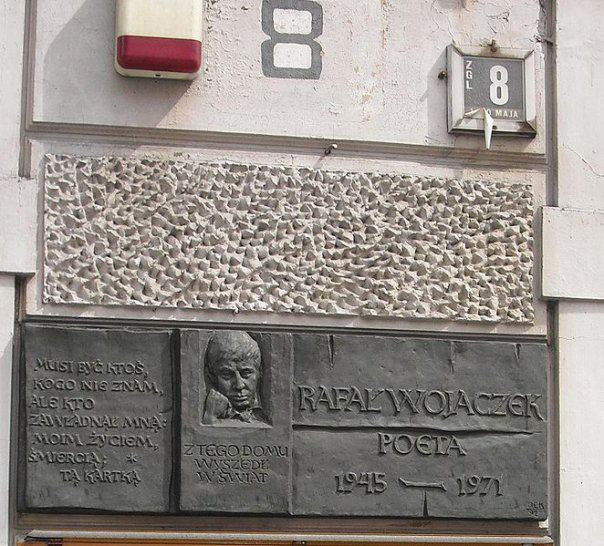 8
ZGL
8
MAJA
MUSI BYĆ KTOŚ,
KOGO NIE ZNAM,
ALE KTO
ZAWŁADNĄŁ MNĄ:
MOIM ŻYCIEM,
ŚMIERCIĄ; *
TĄ KARTKĄ
Z TEGO DOMU
WYSZEDŁ
W ŚWIAT
RAFAŁ WOJACZEK
POETA
1945 1971